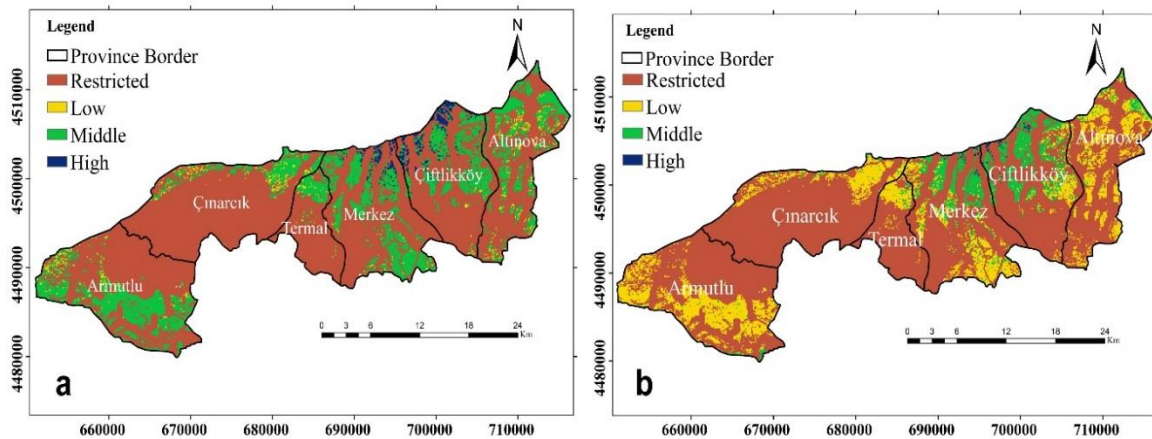 Legend
Province Border
Restricted
Low
Middle
High
N
4510000
4500000
4490000
4480000
Altınova
Çiftlikköy
Çınarcık
Merkez
Termal
Armutlu
0 3 6 12 18 24
Km
a
660000 670000 680000 690000 700000 710000
Legend
Province Border
Restricted
Low
Middle
High
N
4510000
4500000
4490000
4480000
Altınova
Çiftlikköy
Çınarcık
Merkez
Termal
Armutlu
0 3 6 12 18 24
Km
b
660000 670000 680000 690000 700000 710000